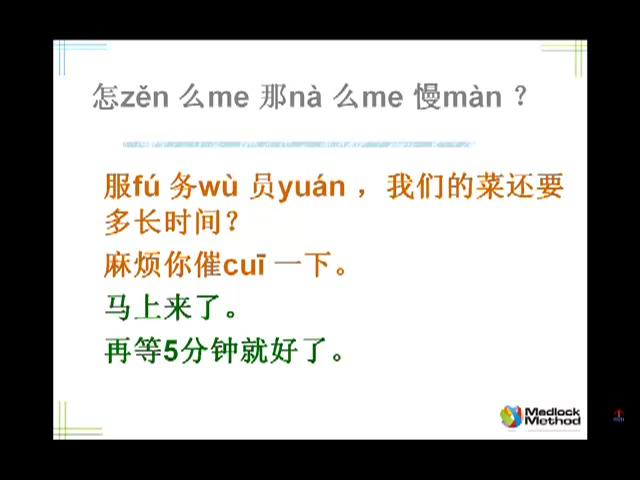 怎zěn 么me 那nà 么me 慢màn ？
服fú 务wù 员yuán ，我们的菜还要
多长时间？
麻烦你催cuī 一下。
马上来了。
再等5分钟就好了。
Medlock
Method